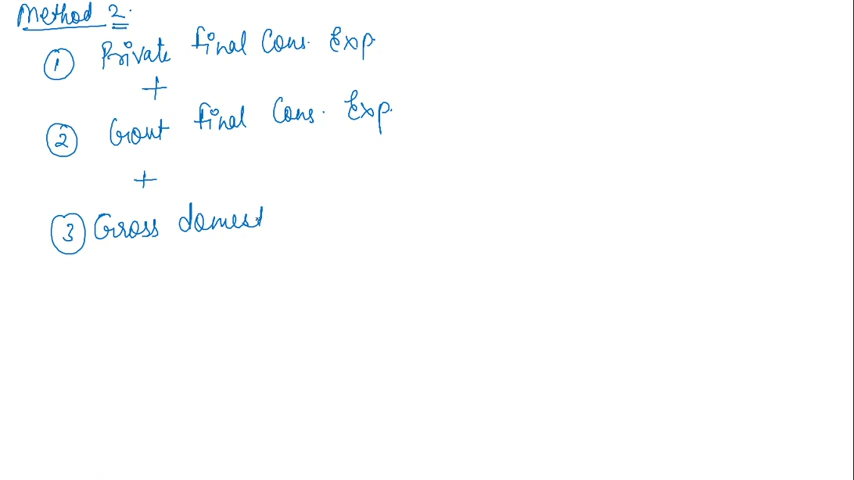 Method 2.
① Private final Cons. Exp
+
② Govt final Cons. Exp.
+
③ Gross domest